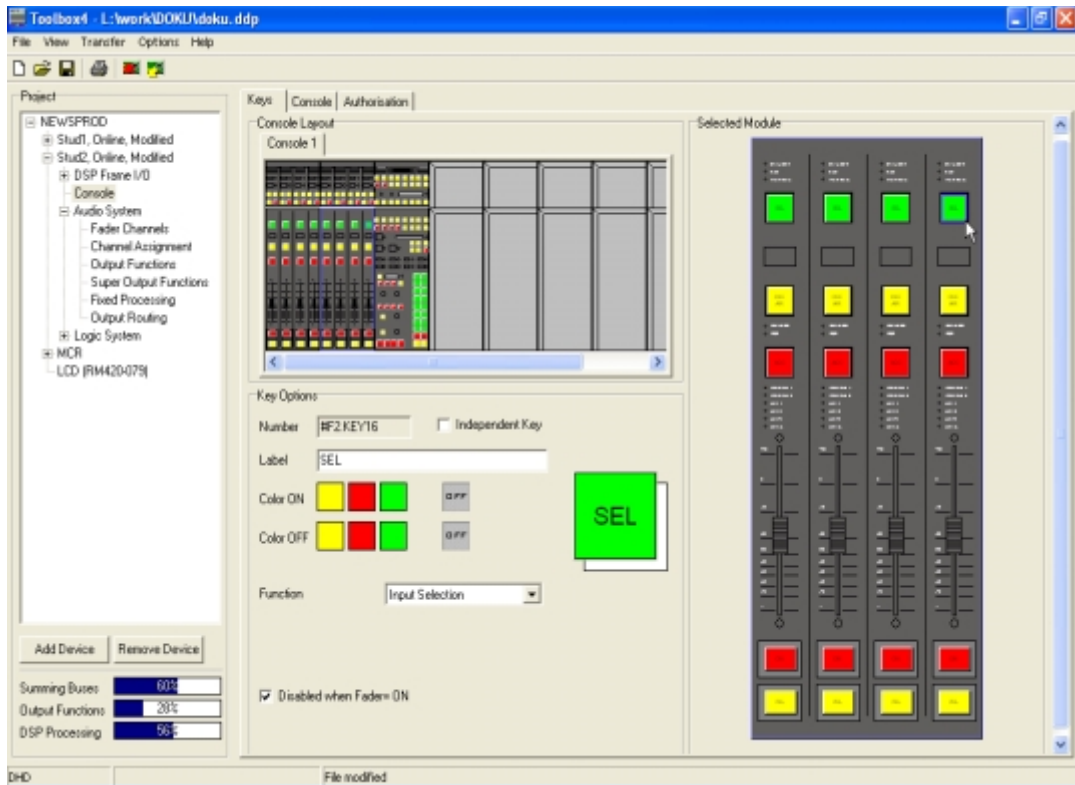 Toolbox4 - L:\work\DOKU\doku.ddp
File View Transfer Options Help
Project
NEWSPROD
Stud1, Online, Modified
Stud2, Online, Modified
DSP Frame I/O
Console
Audio System
Fader Channels
Channel Assignment
Output Functions
Super Output Functions
Fixed Processing
Output Routing
Logic System
MCR
LCD (RM420-079)
Add Device Remove Device
Summing Buses 60%
Output Functions 28%
DSP Processing 56%
Keys Console Authorisation
Console Layout
Console 1
Key Options
Number #F2.KEY16 Independent Key
Label SEL
Color ON OFF
Color OFF OFF
SEL
Function Input Selection
Disabled when Fader= ON
Selected Module
DHD File modified